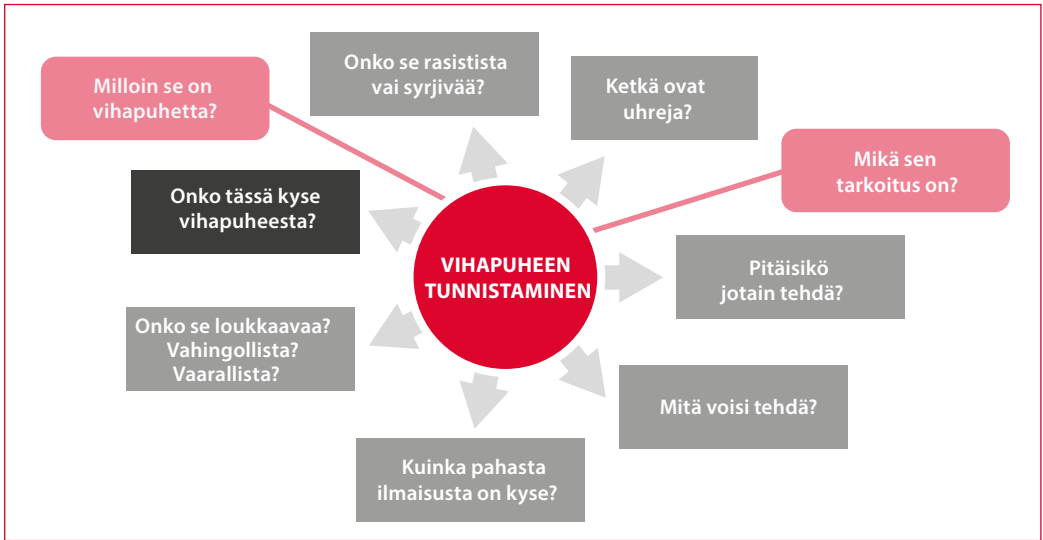 Milloin se on
vihapuhetta?
Onko se rasistista
vai syrjivää?
Ketkä ovat
uhreja?
Mikä sen
tarkoitus on?
Onko tässä kyse
vihapuheesta?
VIHAPUHEEN
TUNNISTAMINEN
Pitäisikö
jotain tehdä?
Onko se loukkaavaa?
Vahingollista?
Vaarallista?
Mitä voisi tehdä?
Kuinka pahasta
ilmaisusta on kyse?